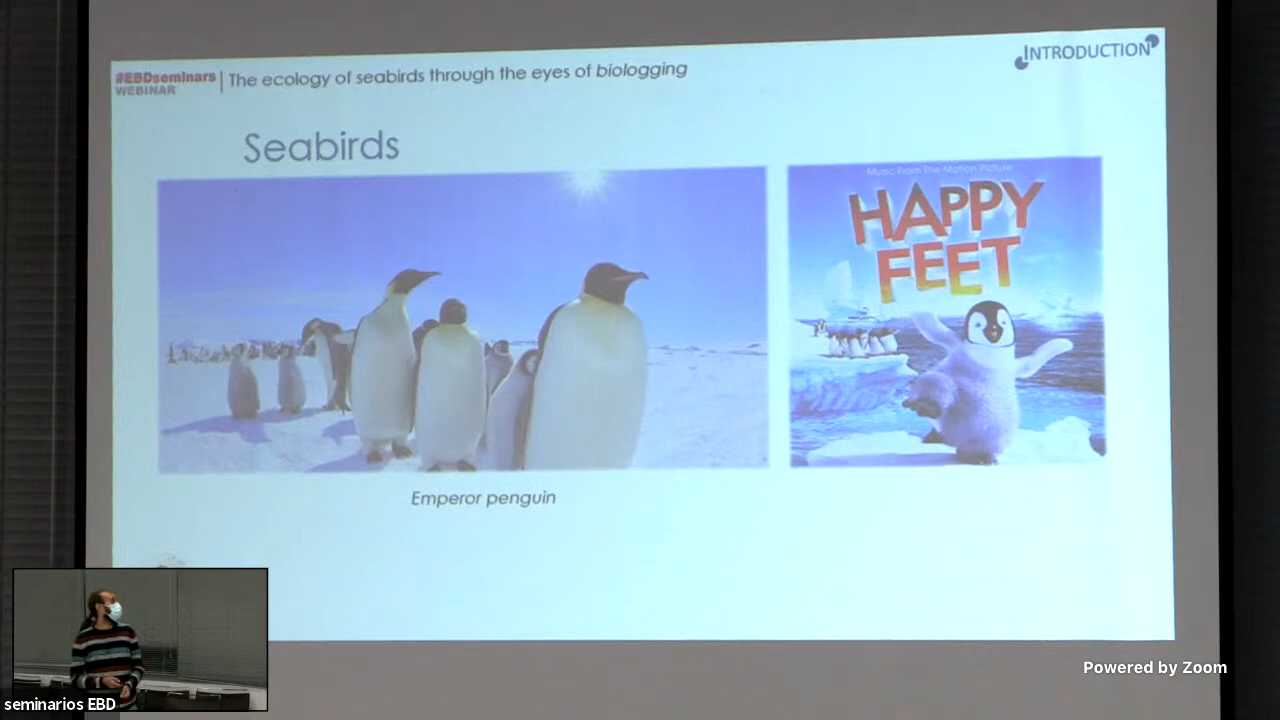 #EBDseminars
WEBINAR
The ecology of seabirds through the eyes of biologging
INTRODUCTION
Seabirds
Music From The Motion Picture
HAPPY
FEET
Emperor penguin
seminarios EBD
Powered by Zoom